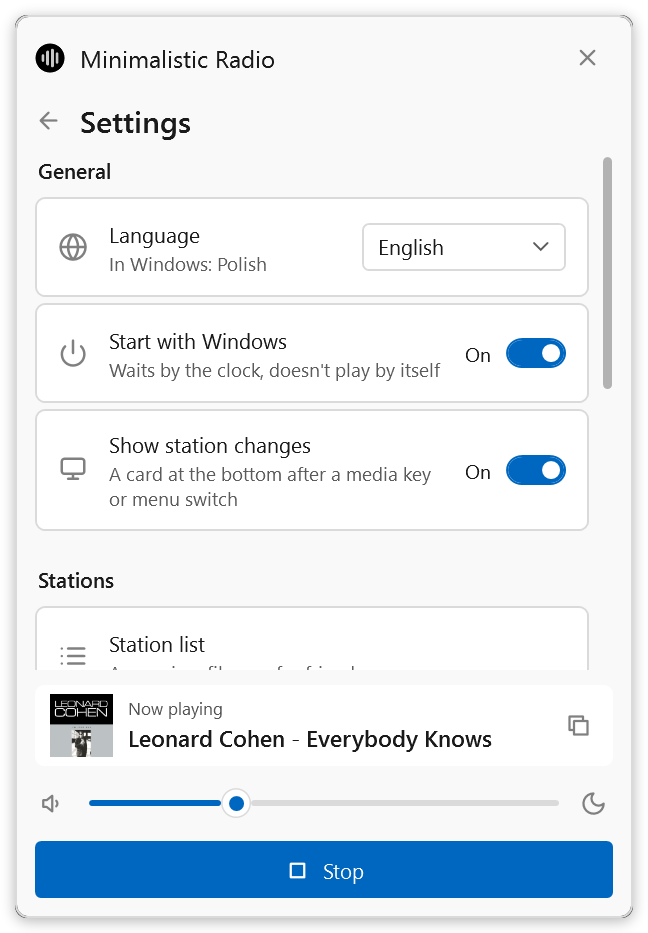 Minimalistic Radio
Settings
General
Language
In Windows: Polish
English
Start with Windows
Waits by the clock, doesn't play by itself
On
Show station changes
A card at the bottom after a media key
or menu switch
On
Stations
Station list
LEONARD
COHEN
Now playing
Leonard Cohen - Everybody Knows
Stop